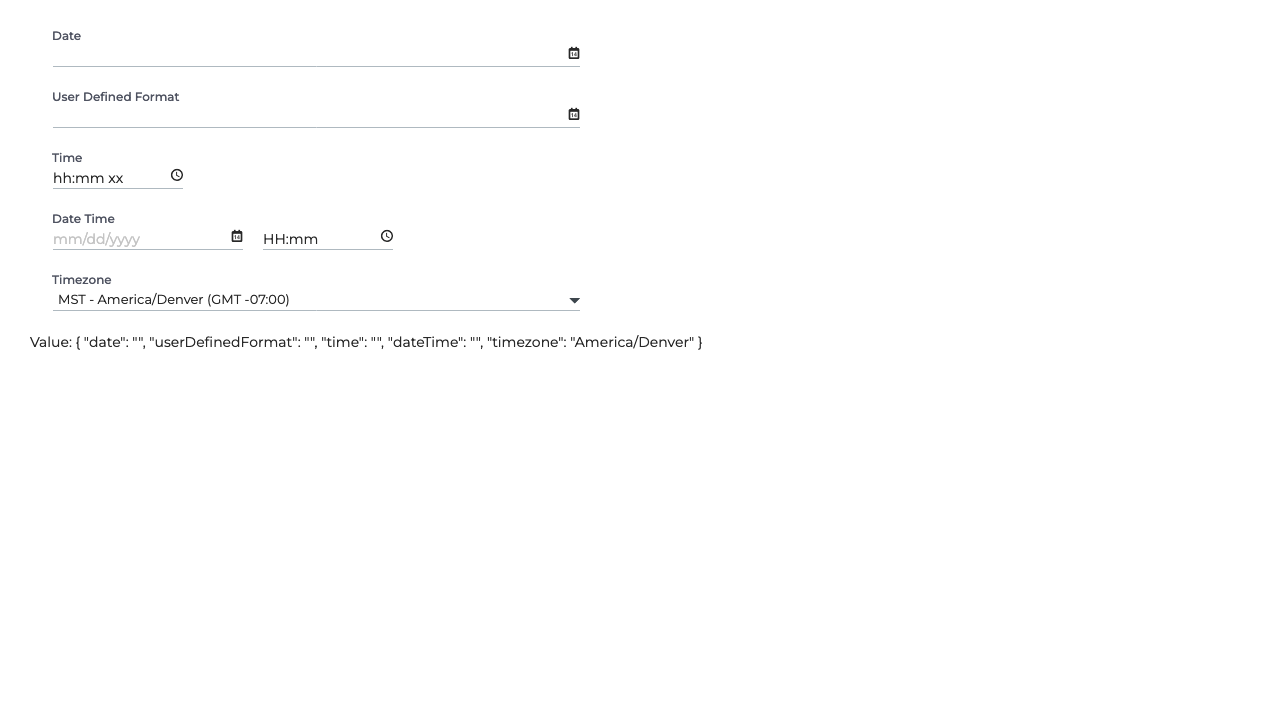 Date
User Defined Format
Time
hh:mm xx
Date Time
mm/dd/yyyy HH:mm
Timezone
MST - America/Denver (GMT -07:00)
Value: { "date": "", "userDefinedFormat": "", "time": "", "dateTime": "", "timezone": "America/Denver" }